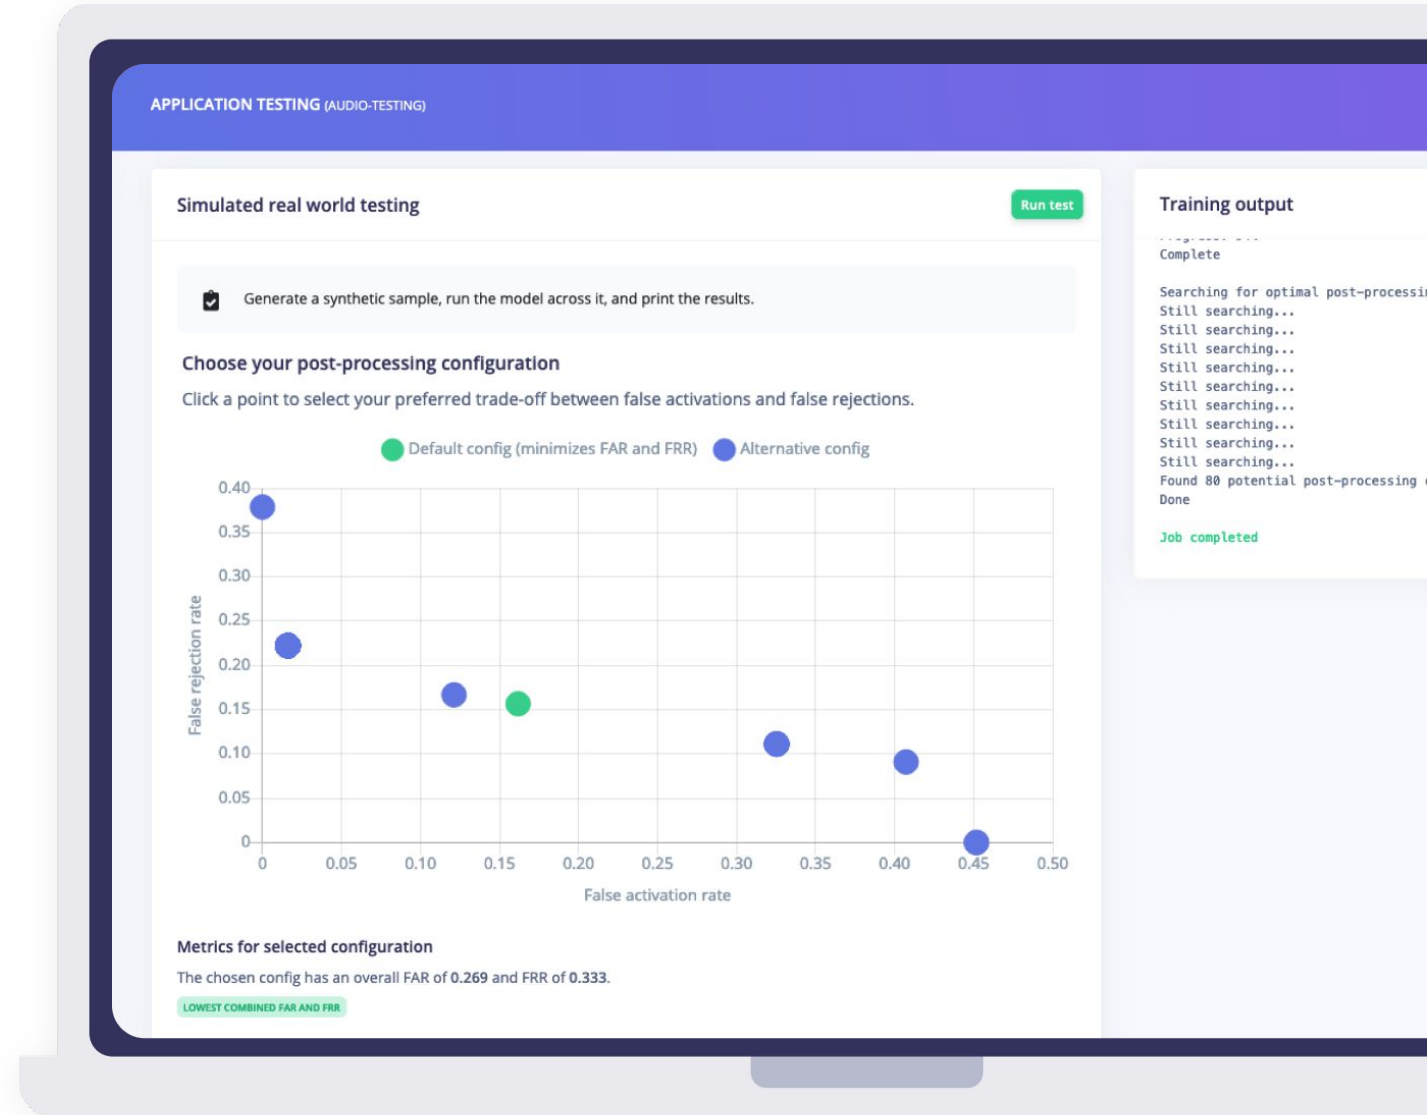 APPLICATION TESTING (AUDIO-TESTING)
Simulated real world testing
Run test
Generate a synthetic sample, run the model across it, and print the results.
Choose your post-processing configuration
Click a point to select your preferred trade-off between false activations and false rejections.
Default config (minimizes FAR and FRR) Alternative config
0.40
0.35
0.30
0.25
0.20
0.15
0.10
0.05
0
False rejection rate
0 0.05 0.10 0.15 0.20 0.25 0.30 0.35 0.40 0.45 0.50
False activation rate
Metrics for selected configuration
The chosen config has an overall FAR of 0.269 and FRR of 0.333.
LOWEST COMBINED FAR AND FRR
Training output
Complete
Searching for optimal post-processin
Still searching...
Still searching...
Still searching...
Still searching...
Still searching...
Still searching...
Still searching...
Still searching...
Still searching...
Found 80 potential post-processing
Done
Job completed